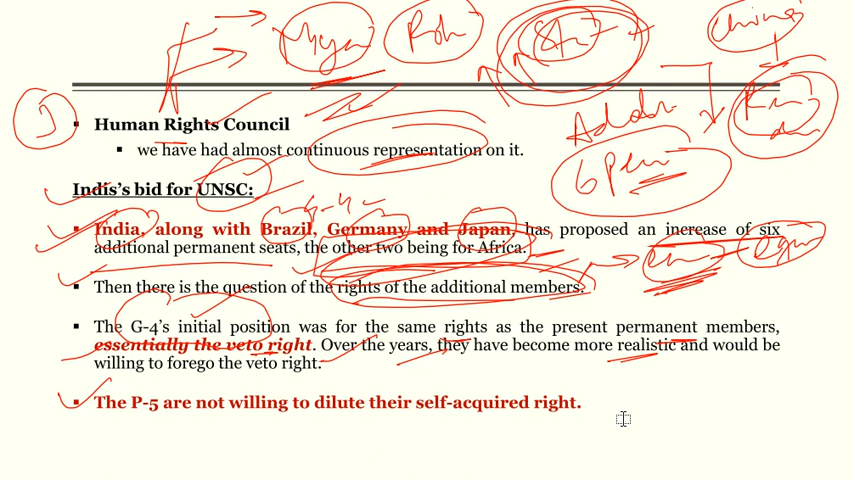 ▪ Human Rights Council
▪ we have had almost continuous representation on it.
Indis's bid for UNSC:
▪ India, along with Brazil, Germany and Japan, has proposed an increase of six
additional permanent seats, the other two being for Africa.
▪ Then there is the question of the rights of the additional members.
▪ The G-4's initial position was for the same rights as the present permanent members,
essentially the veto right. Over the years, they have become more realistic and would be
willing to forego the veto right.
▪ The P-5 are not willing to dilute their self-acquired right.